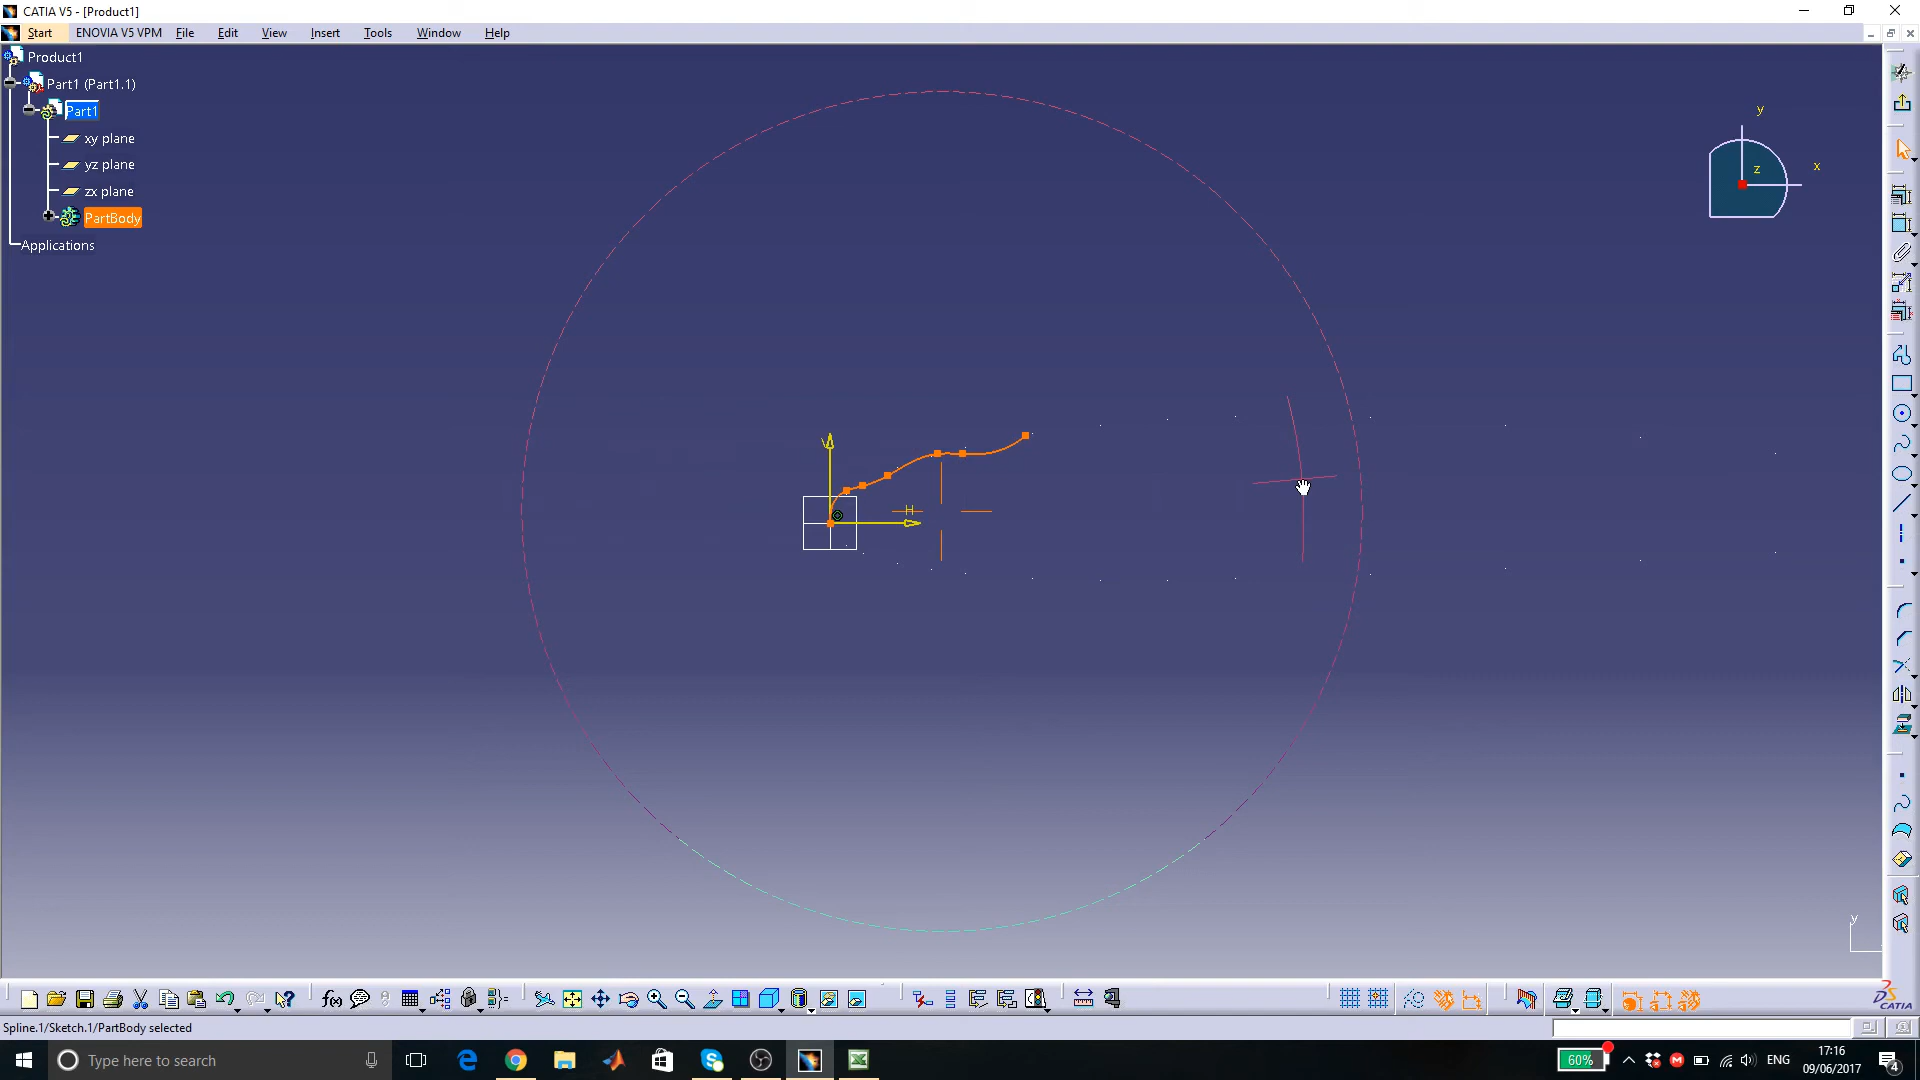 CATIA V5 - [Product1]
Start ENOVIA V5 VPM File Edit View Insert Tools Window Help
Product1
Part1 (Part1.1)
Part1
xy plane
yz plane
zx plane
PartBody
Applications
y
x
z
V
H
y
f(x)
CATIA
Spline.1/Sketch.1/PartBody selected
Type here to search
60%
ENG
17:16
09/06/2017
4